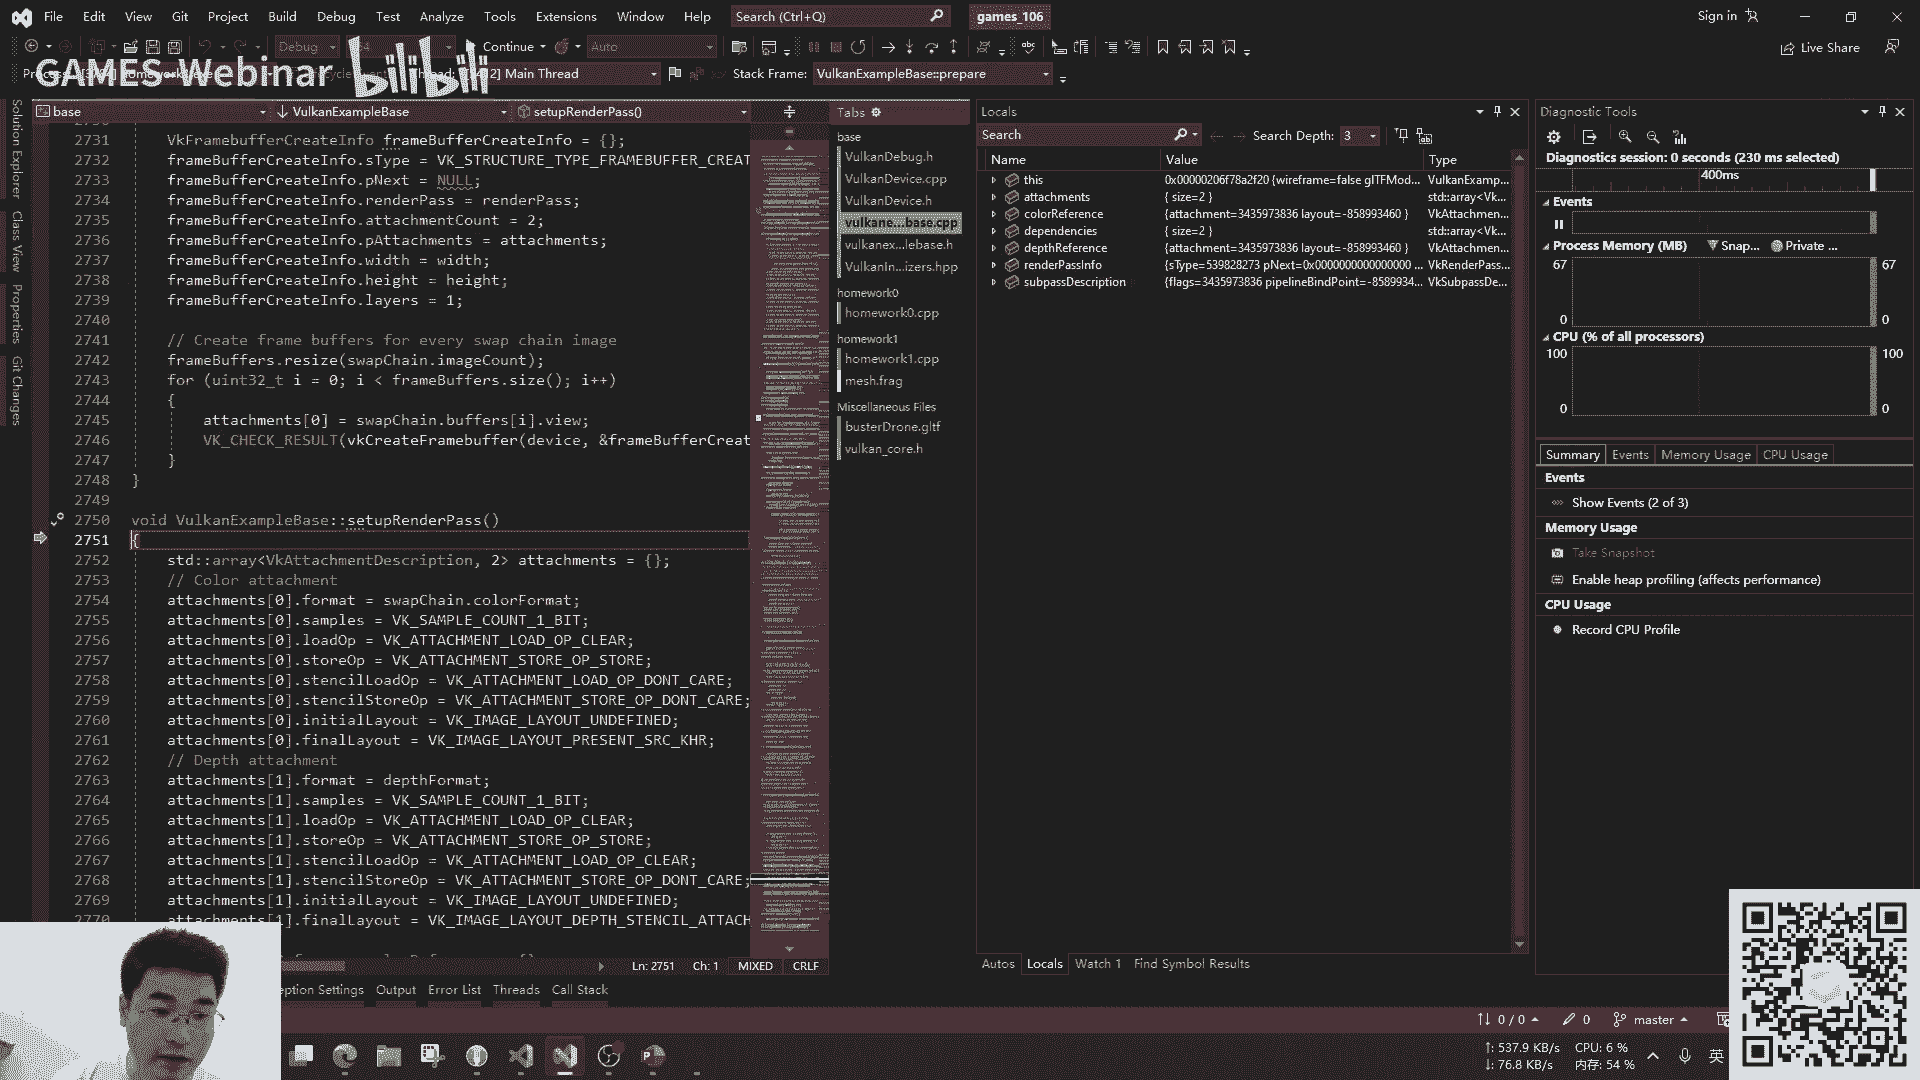 File Edit View Git Project Build Debug Test Analyze Tools Extensions Window Help Search (Ctrl+Q) games_106 Sign in
Debug Continue Auto Live Share
GAMES-Webinar bilibili
Main Thread Stack Frame: VulkanExampleBase::prepare
base VulkanExampleBase setupRenderPass()
Solution Explorer
Class View
Properties
Git Changes
2731 VkFramebufferCreateInfo frameBufferCreateInfo = {};
2732 frameBufferCreateInfo.sType = VK_STRUCTURE_TYPE_FRAMEBUFFER_CREAT
2733 frameBufferCreateInfo.pNext = NULL;
2734 frameBufferCreateInfo.renderPass = renderPass;
2735 frameBufferCreateInfo.attachmentCount = 2;
2736 frameBufferCreateInfo.pAttachments = attachments;
2737 frameBufferCreateInfo.width = width;
2738 frameBufferCreateInfo.height = height;
2739 frameBufferCreateInfo.layers = 1;
2740
2741 // Create frame buffers for every swap chain image
2742 frameBuffers.resize(swapChain.imageCount);
2743 for (uint32_t i = 0; i < frameBuffers.size(); i++)
2744 {
2745 attachments[0] = swapChain.buffers[i].view;
2746 VK_CHECK_RESULT(vkCreateFramebuffer(device, &frameBufferCreat
2747 }
2748 }
2749
2750 void VulkanExampleBase::setupRenderPass()
2751 {
2752 std::array<VkAttachmentDescription, 2> attachments = {};
2753 // Color attachment
2754 attachments[0].format = swapChain.colorFormat;
2755 attachments[0].samples = VK_SAMPLE_COUNT_1_BIT;
2756 attachments[0].loadOp = VK_ATTACHMENT_LOAD_OP_CLEAR;
2757 attachments[0].storeOp = VK_ATTACHMENT_STORE_OP_STORE;
2758 attachments[0].stencilLoadOp = VK_ATTACHMENT_LOAD_OP_DONT_CARE;
2759 attachments[0].stencilStoreOp = VK_ATTACHMENT_STORE_OP_DONT_CARE;
2760 attachments[0].initialLayout = VK_IMAGE_LAYOUT_UNDEFINED;
2761 attachments[0].finalLayout = VK_IMAGE_LAYOUT_PRESENT_SRC_KHR;
2762 // Depth attachment
2763 attachments[1].format = depthFormat;
2764 attachments[1].samples = VK_SAMPLE_COUNT_1_BIT;
2765 attachments[1].loadOp = VK_ATTACHMENT_LOAD_OP_CLEAR;
2766 attachments[1].storeOp = VK_ATTACHMENT_STORE_OP_STORE;
2767 attachments[1].stencilLoadOp = VK_ATTACHMENT_LOAD_OP_CLEAR;
2768 attachments[1].stencilStoreOp = VK_ATTACHMENT_STORE_OP_DONT_CARE;
2769 attachments[1].initialLayout = VK_IMAGE_LAYOUT_UNDEFINED;
2770 attachments[1].finalLayout = VK_IMAGE_LAYOUT_DEPTH_STENCIL_ATTACH
Ln: 2751 Ch: 1 MIXED CRLF
Tabs
base
VulkanDebug.h
VulkanDevice.cpp
VulkanDevice.h
vulkane...base.cpp
vulkanex...lebase.h
VulkanIn...izers.hpp
homework0
homework0.cpp
homework1
homework1.cpp
mesh.frag
Miscellaneous Files
busterDrone.gltf
vulkan_core.h
Locals
Search Search Depth: 3
Name Value Type
this 0x00000206f78a2f20 {wireframe=false glTFMod... VulkanExamp...
attachments { size=2 } std::array<Vk...
colorReference {attachment=3435973836 layout=-858993460 } VkAttachmen...
dependencies { size=2 } std::array<Vk...
depthReference {attachment=3435973836 layout=-858993460 } VkAttachmen...
renderPassInfo {sType=539828273 pNext=0x0000000000000000 ... VkRenderPass...
subpassDescription {flags=3435973836 pipelineBindPoint=-8589934... VkSubpassDe...
Autos Locals Watch 1 Find Symbol Results
Diagnostic Tools
Diagnostics session: 0 seconds (230 ms selected)
400ms
Events
Process Memory (MB) Snap... Private ...
67 67
0 0
CPU (% of all processors)
100 100
0 0
Summary Events Memory Usage CPU Usage
Events
Show Events (2 of 3)
Memory Usage
Take Snapshot
Enable heap profiling (affects performance)
CPU Usage
Record CPU Profile
eption Settings Output Error List Threads Call Stack
0 / 0 0 master
↑: 537.9 KB/s CPU: 6 %
↓: 76.8 KB/s 内存: 54 %
英